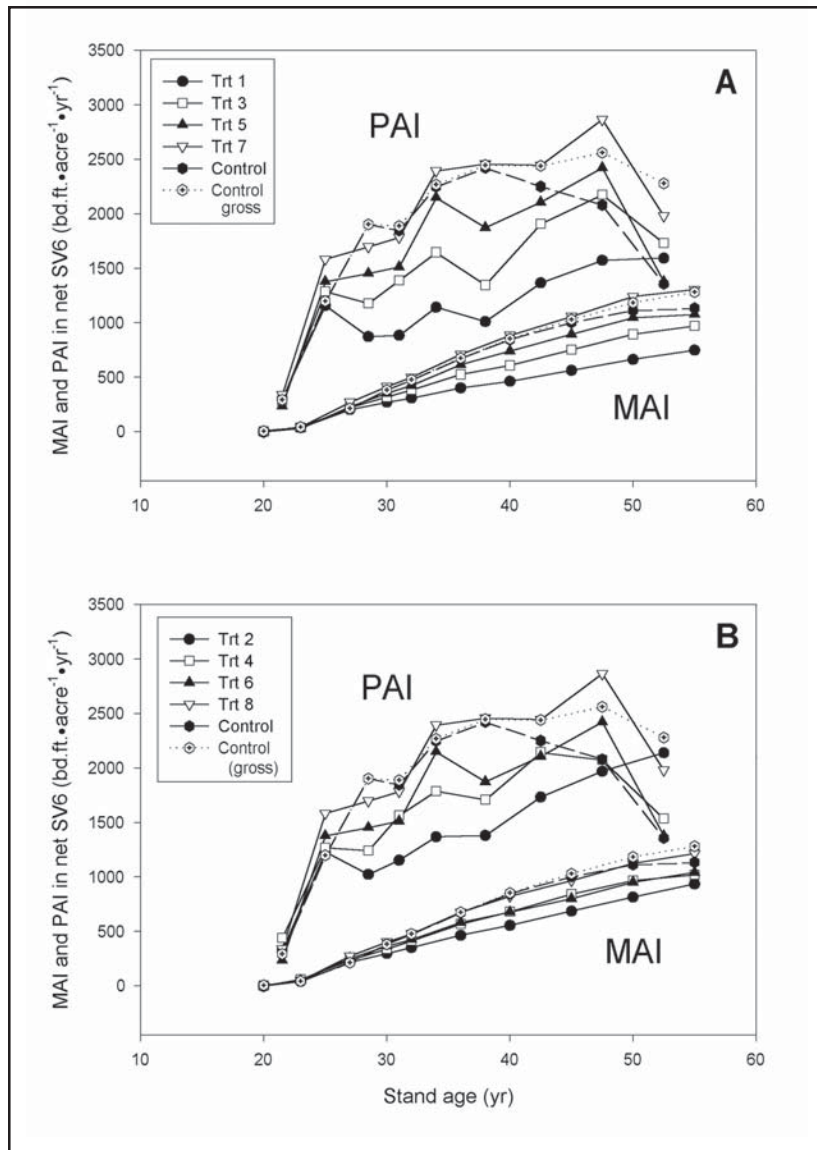 MAI and PAI in net SV6 (bd.ft.•acre⁻¹•yr⁻¹)
3500
3000
2500
2000
1500
1000
500
0
Trt 1
Trt 3
Trt 5
Trt 7
Control
Control
gross
PAI
A
MAI
10
20
30
40
50
60
MAI and PAI in net SV6 (bd.ft.•acre⁻¹•yr⁻¹)
3500
3000
2500
2000
1500
1000
500
0
Trt 2
Trt 4
Trt 6
Trt 8
Control
Control
(gross)
PAI
B
MAI
10
20
30
40
50
60
Stand age (yr)